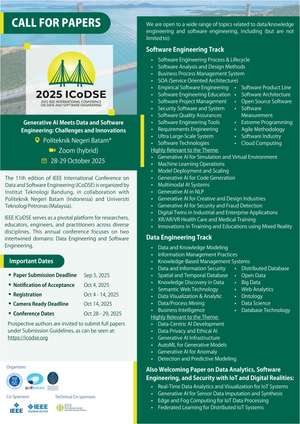 CALL FOR PAPERS
2025 ICoDSE
Generative AI Meets Data and Software
Engineering: Challenges and Innovations
Politeknik Negeri Batam*
Zoom (hybrid)
28-29 October 2025
The 11th edition of IEEE International Conference on
Data and Software Engineering (ICoDSE) is organized by
Institut Teknologi Bandung, in collaboration with
Politeknik Negeri Batam (Indonesia) and Universiti
Teknologi Petronas (Malaysia).
IEEE ICoDSE serves as a pivotal platform for researchers,
educators, engineers, and practitioners across diverse
disciplines. This annual conference focuses on two
intertwined domains: Data Engineering and Software
Engineering.
Important Dates
Paper Submission Deadline Sep 5, 2025
Notification of Acceptance Oct 4, 2025
Registration Oct 4 - 14, 2025
Camera Ready Deadline Oct 14, 2025
Conference Dates Oct 28 - 29, 2025
Prospective authors are invited to submit full papers
under Submission Guidelines, as can be seen at:
https://icodse.org
Organizers:
Co Sponsors:
Technical Co-sponsors:
IEEE
IEEE
We are open to a wide range of topics related to data/knowledge
engineering and software engineering, including (but are not
limited to):
Software Engineering Track
Software Engineering Process & Lifecycle
Software Analysis and Design Methods
Business Process Management System
SOA (Service Oriented Architecture)
Empirical Software Engineering
Software Engineering Education
Software Project Management
Security Software and System
Software Quality Assurances
Software Engineering Tools
Requirements Engineering
Ultra Large-Scale System
Software Technologies
Software Product Line
Software Architecture
Open Source Software
Software
Measurement
Extreme Programming
Agile Methodology
Software Industry
Cloud Computing
Highly Relevant to the Theme:
Generative AI for Simulation and Virtual Environment
Machine Learning Operations
Model Deployment and Scaling
Generative AI for Code Generation
Multimodal AI Systems
Generative AI in NLP
Generative AI for Creative and Design Industries
Generative AI for Security and Fraud Detection
Digital Twins in Industrial and Enterprise Applications
XR/AR/VR Health Care and Medical Training
Innovations in Training and Education using Mixed Reality
Data Engineering Track
Data and Knowledge Modeling
Information Management Practices
Knowledge-Based Management Systems
Data and Information Security
Spatial and Temporal Database
Knowledge Discovery in Data
Semantic Web Technology
Data Visualization & Analytic
Data/Process Mining
Business Intelligence
Distributed Database
Open Data
Big Data
Web Analytics
Ontology
Data Science
Database Technology
Highly Relevant to the Theme:
Data-Centric AI Development
Data Privacy and Ethical AI
Generative AI Infrastructure
AutoML for Generative Models
Generative AI for Anomaly
Detection and Predictive Modeling
Also Welcoming Paper on Data Analytics, Software
Engineering, and Security with IoT and Digital Realities:
Real-Time Data Analytics and Visualization for IoT Systems
Generative AI for Sensor Data Imputation and Synthesis
Edge and Fog Computing for IoT Data Processing
Federated Learning for Distributed IoT Systems